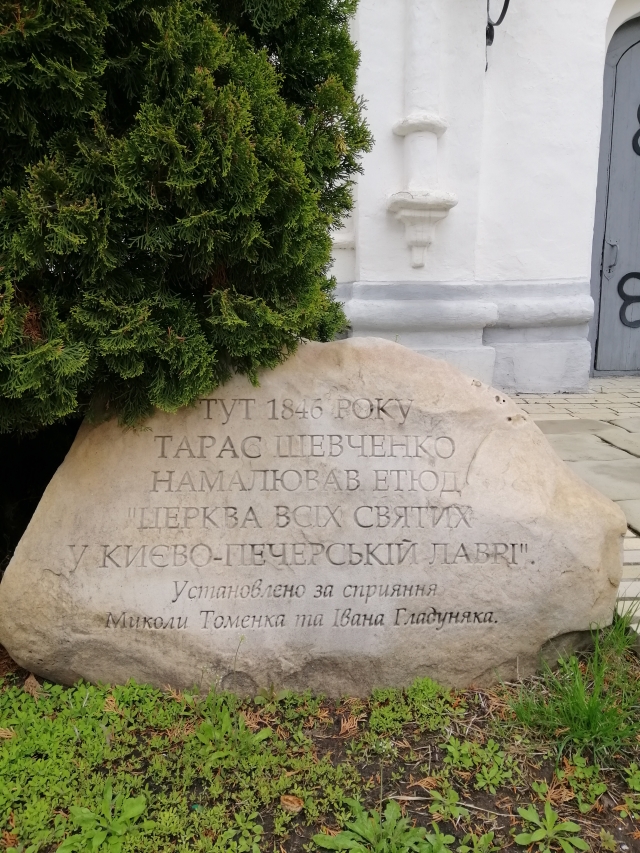 ТУТ 1846 РОКУ
ТАРАС ШЕВЧЕНКО
НАМАЛЮВАВ ЕТЮД
"ЦЕРКВА ВСІХ СВЯТИХ
У КИЄВО-ПЕЧЕРСЬКІЙ ЛАВРІ".
Установлено за сприяння
Миколи Томенка та Івана Гладуняка.